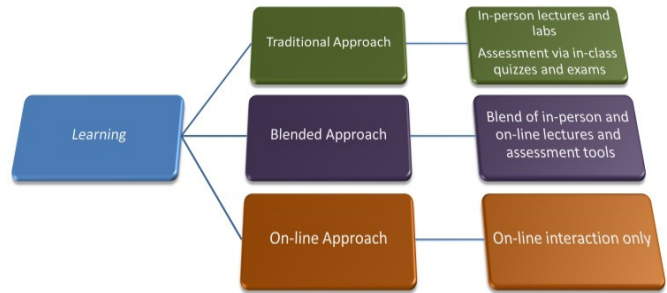 Learning
Traditional Approach
In-person lectures and
labs
Assessment via in-class
quizzes and exams
Blended Approach
Blend of in-person and
on-line lectures and
assessment tools
On-line Approach
On-line interaction only